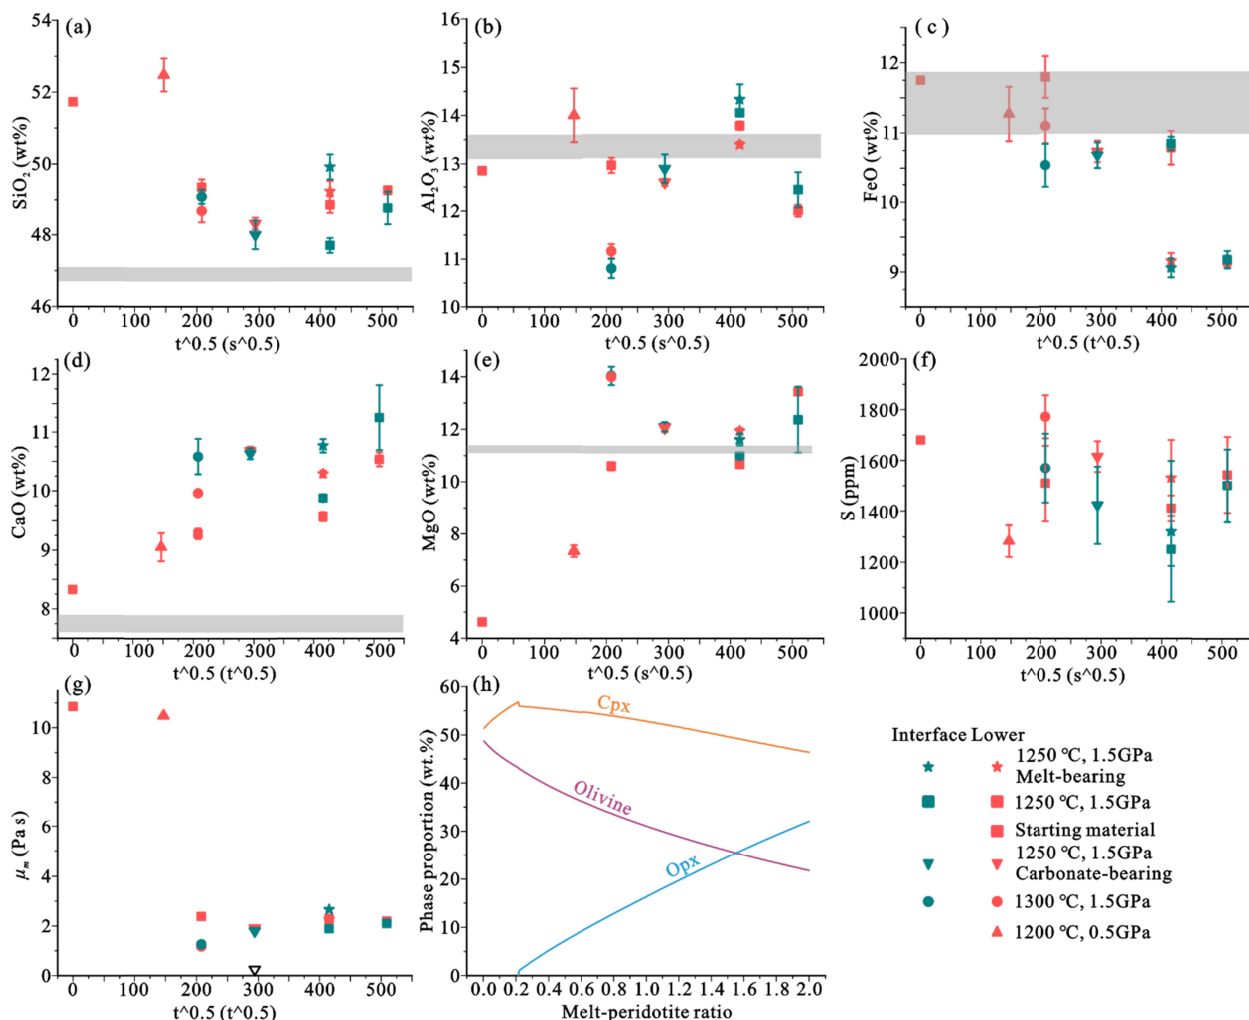 (a)
54
52
50
48
46
SiO₂ (wt%)
0 100 200 300 400 500
t^0.5 (s^0.5)
(b)
16
15
14
13
12
11
10
Al₂O₃ (wt%)
0 100 200 300 400 500
t^0.5 (s^0.5)
( c )
12
11
10
9
FeO (wt%)
0 100 200 300 400 500
t^0.5 (t^0.5)
(d)
12
11
10
9
8
CaO (wt%)
0 100 200 300 400 500
t^0.5 (t^0.5)
(e)
14
12
10
8
6
4
MgO (wt%)
0 100 200 300 400 500
t^0.5 (s^0.5)
(f)
2000
1800
1600
1400
1200
1000
S (ppm)
0 100 200 300 400 500
t^0.5 (s^0.5)
(g)
10
8
6
4
2
0
μm (Pa s)
0 100 200 300 400 500
t^0.5 (t^0.5)
(h)
60
50
40
30
20
10
0
Phase proportion (wt.%)
Cpx
Olivine
Opx
0.0 0.2 0.4 0.6 0.8 1.0 1.2 1.4 1.6 1.8 2.0
Melt-peridotite ratio
Interface Lower
1250 ℃, 1.5GPa
Melt-bearing
1250 ℃, 1.5GPa
Starting material
1250 ℃, 1.5GPa
Carbonate-bearing
1300 ℃, 1.5GPa
1200 ℃, 0.5GPa